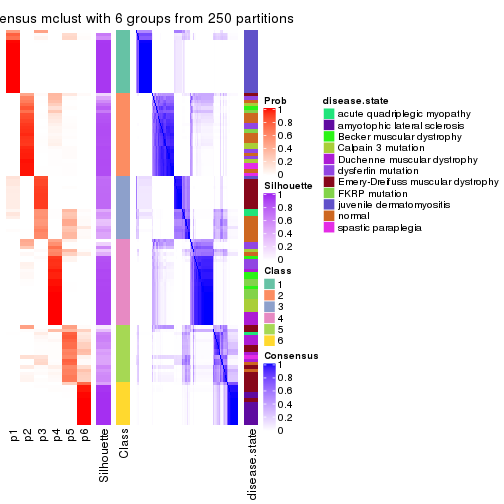 ensus mclust with 6 groups from 250 partitions
Prob
1
0.8
0.6
0.4
0.2
0
Silhouette
1
0.8
0.6
0.4
0.2
0
Class
1
2
3
4
5
6
Consensus
1
0.8
0.6
0.4
0.2
0
disease.state
acute quadriplegic myopathy
amyotophic lateral sclerosis
Becker muscular dystrophy
Calpain 3 mutation
Duchenne muscular dystrophy
dysferlin mutation
Emery-Dreifuss muscular dystrophy
FKRP mutation
juvenile dermatomyositis
normal
spastic paraplegia
p1
p2
p3
p4
p5
p6
Silhouette
Class
disease.state